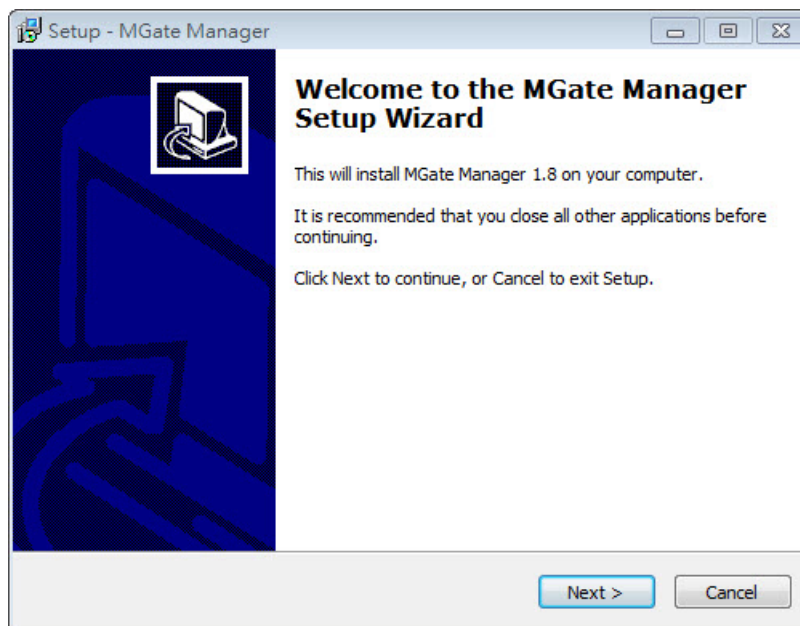 Setup - MGate Manager
Welcome to the MGate Manager
Setup Wizard
This will install MGate Manager 1.8 on your computer.
It is recommended that you close all other applications before
continuing.
Click Next to continue, or Cancel to exit Setup.
Next >
Cancel